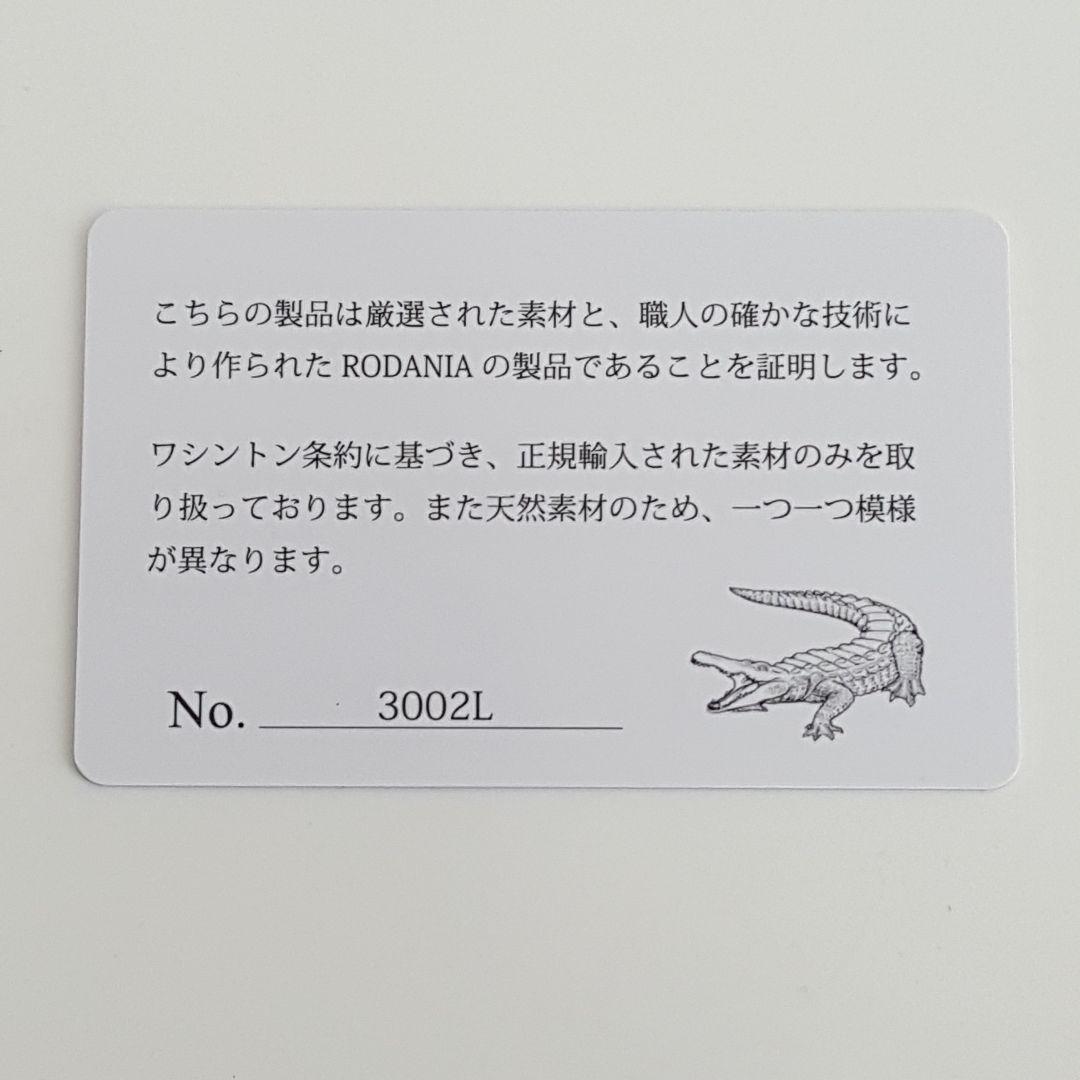 こちらの製品は厳選された素材と、職人の確かな技術に
より作られた RODANIA の製品であることを証明します。
ワシントン条約に基づき、正規輸入された素材のみを取
り扱っております。また天然素材のため、一つ一つ模様
が異なります。
No. 3002L